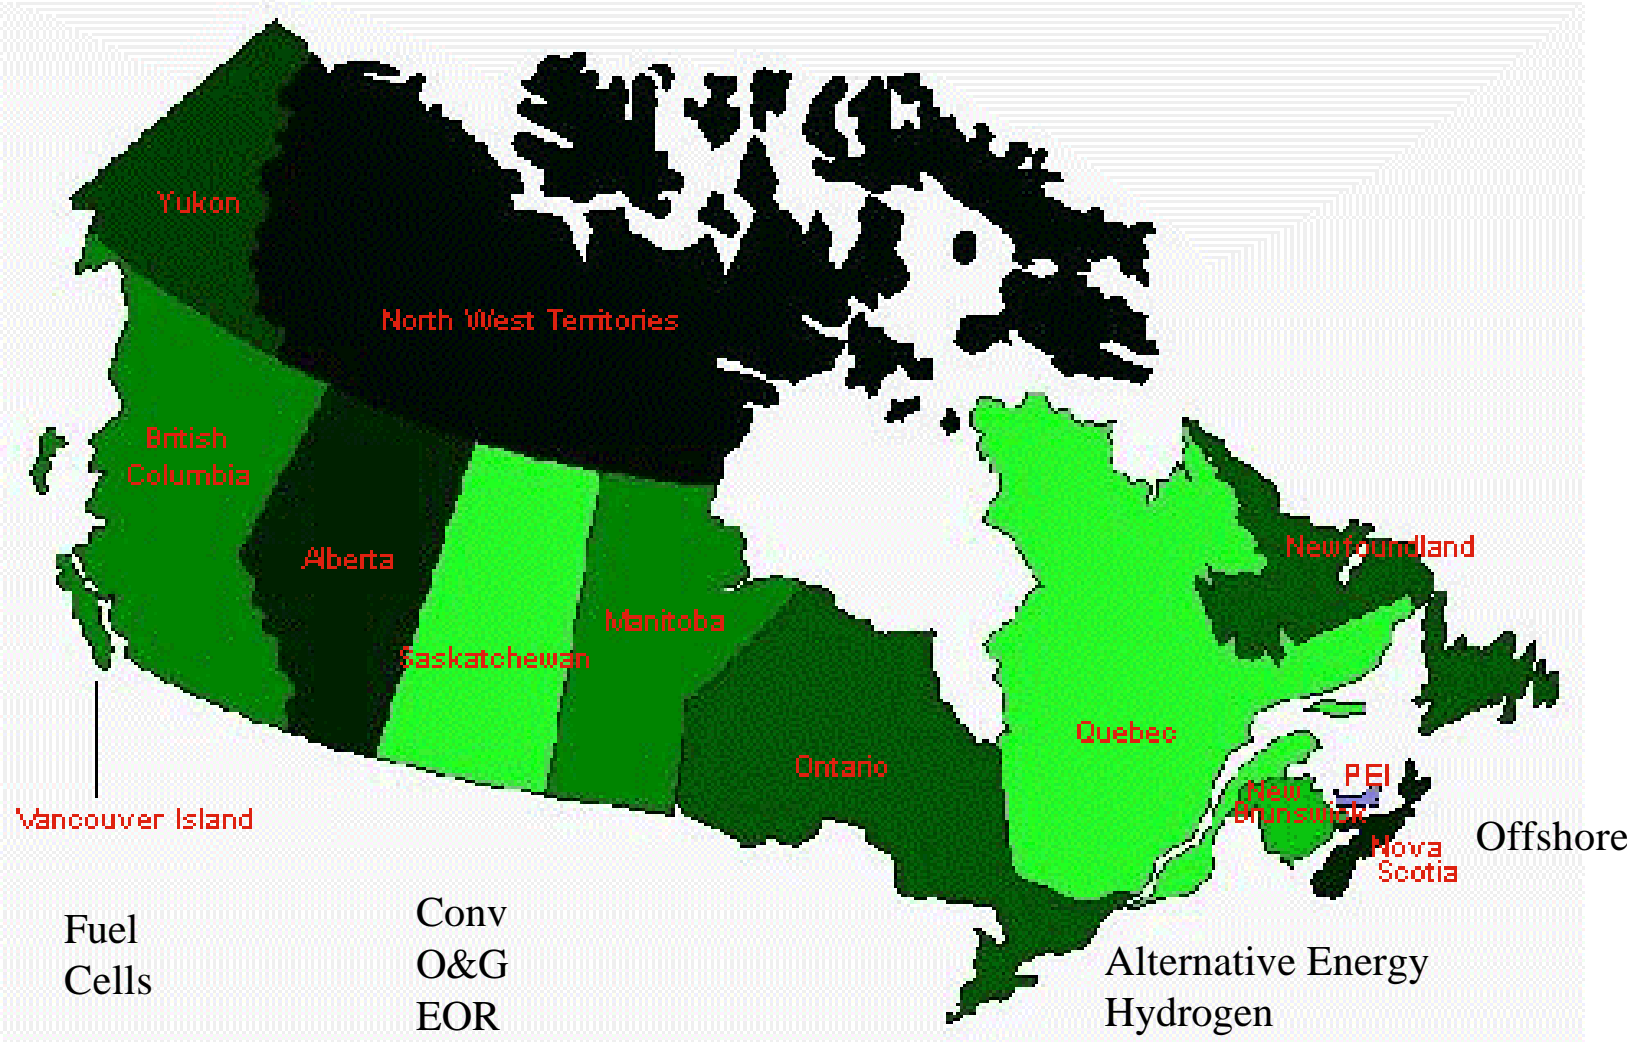 Yukon
North West Territories
British
Columbia
Newfoundland
Alberta
Manitoba
Saskatchewan
Quebec
Ontario
PEI
New
Brunswick
Vancouver Island
Offshore
Nova
Scotia
Fuel
Cells
Conv
O&G
EOR
Alternative Energy
Hydrogen